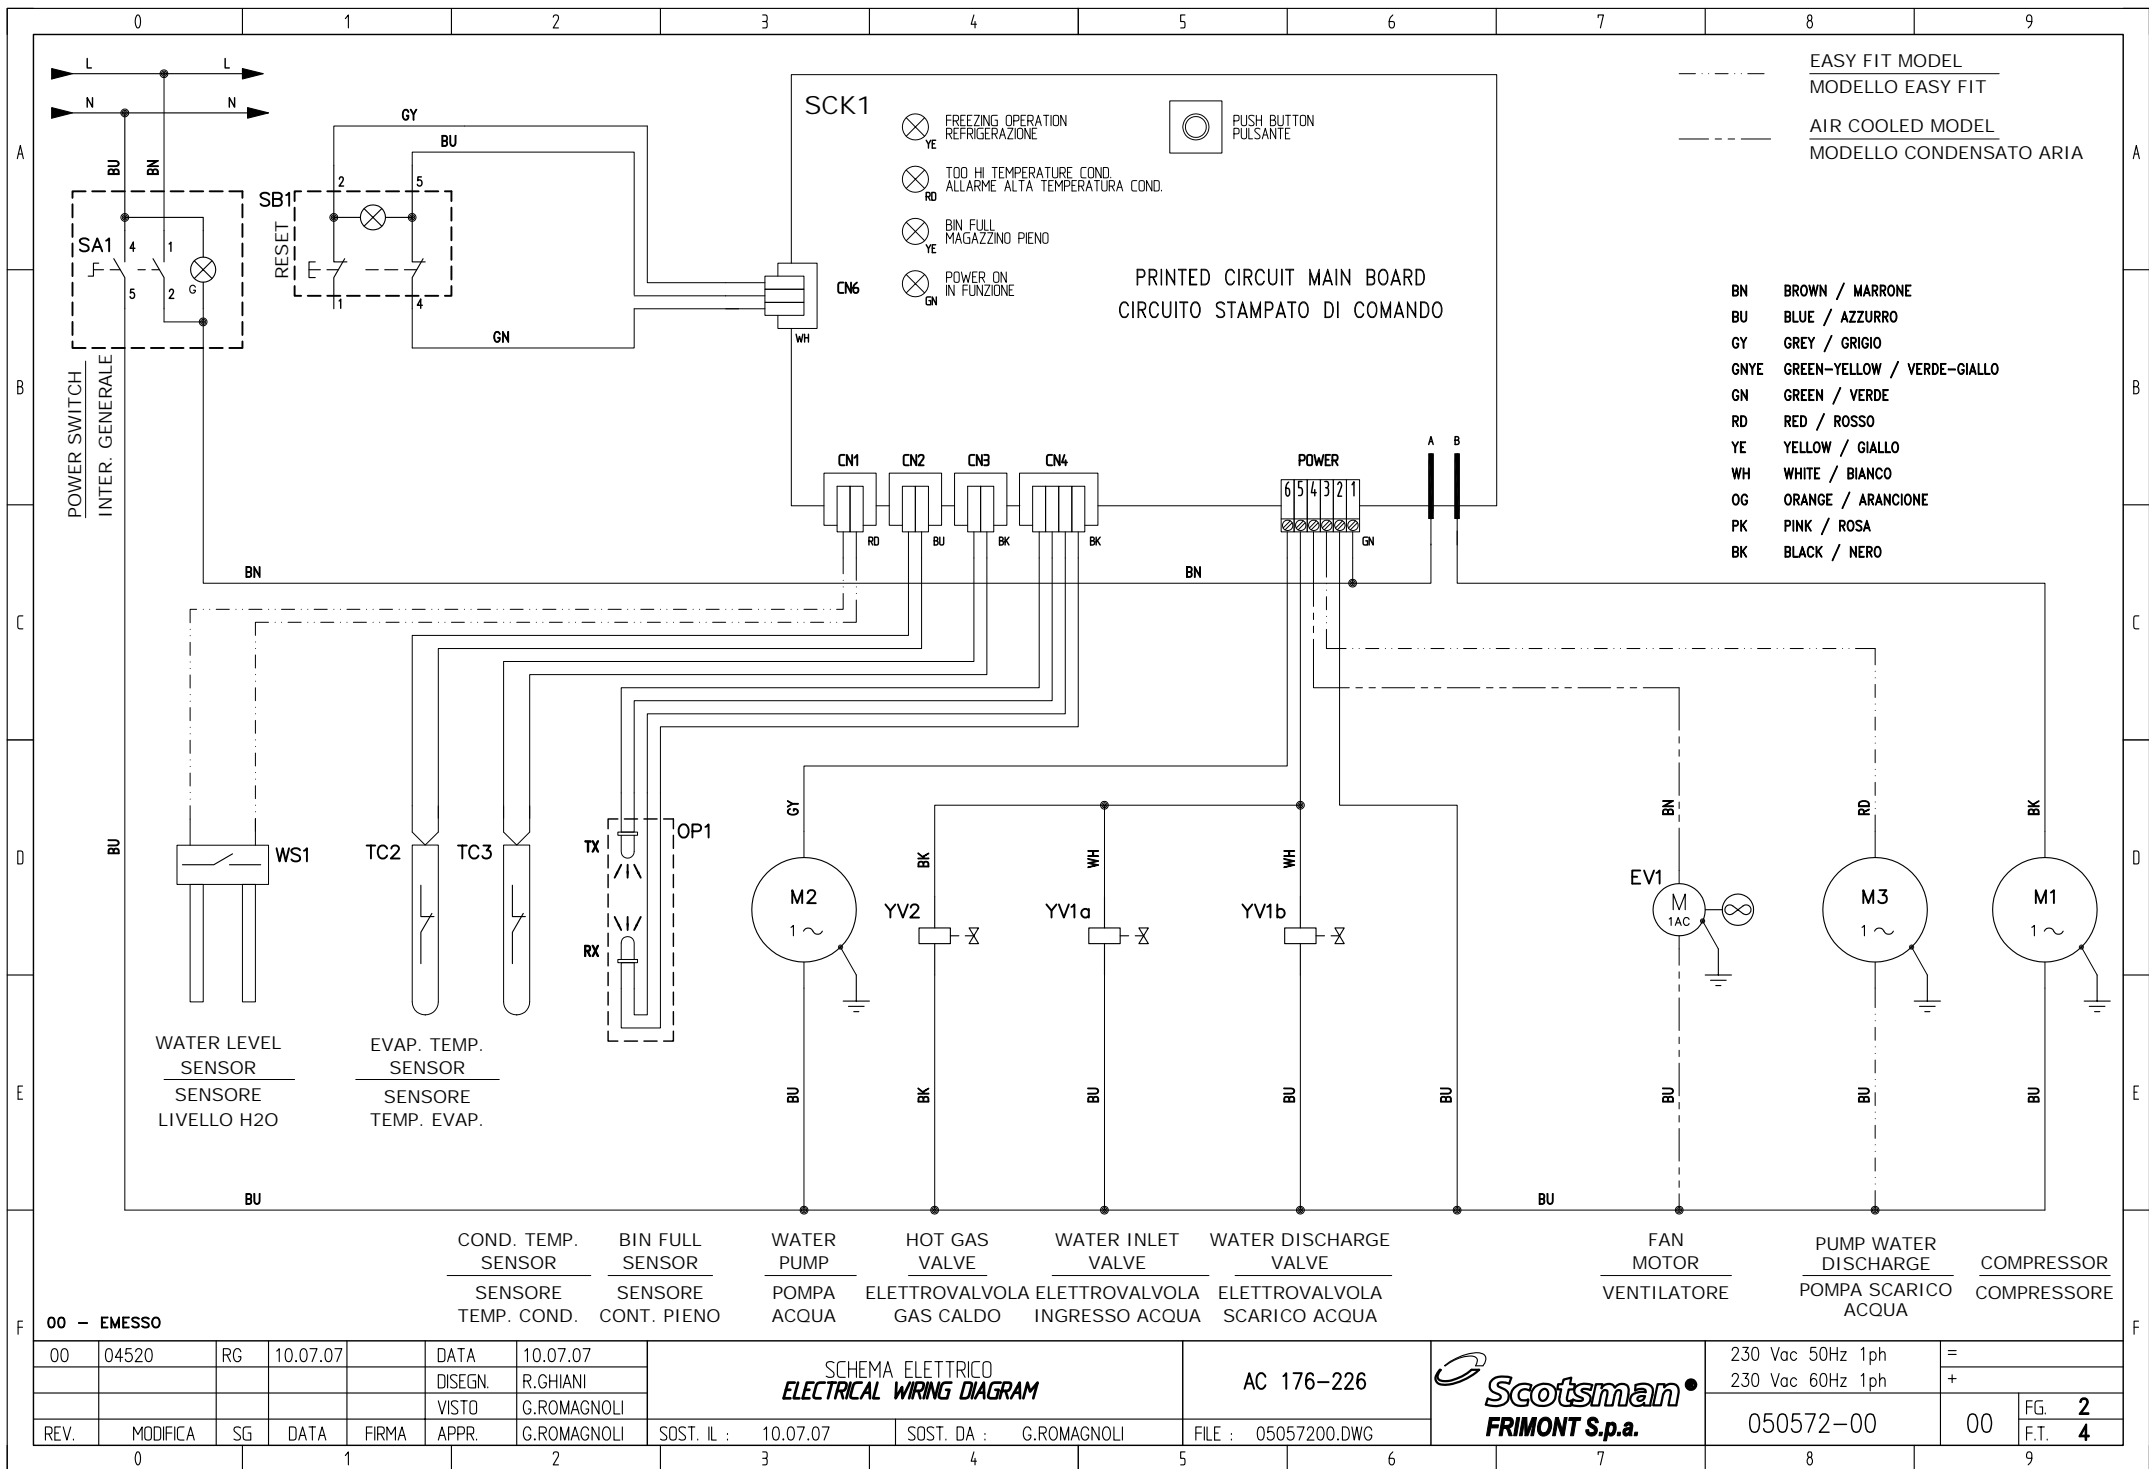 0 1 2 3 4 5 6 7 8 9
L L
N N
BU BN
SA1
4 1
5 2
G
POWER SWITCH
INTER. GENERALE
GY
BU
2 5
SB1
RESET
1 4
GN
SCK1
FREEZING OPERATION
REFRIGERAZIONE
YE
TOO HI TEMPERATURE COND.
ALLARME ALTA TEMPERATURA COND.
RD
BIN FULL
MAGAZZINO PIENO
YE
POWER ON
IN FUNZIONE
GN
PUSH BUTTON
PULSANTE
CN6
WH
PRINTED CIRCUIT MAIN BOARD
CIRCUITO STAMPATO DI COMANDO
EASY FIT MODEL
MODELLO EASY FIT
AIR COOLED MODEL
MODELLO CONDENSATO ARIA
BN BROWN / MARRONE
BU BLUE / AZZURRO
GY GREY / GRIGIO
GNYE GREEN-YELLOW / VERDE-GIALLO
GN GREEN / VERDE
RD RED / ROSSO
YE YELLOW / GIALLO
WH WHITE / BIANCO
OG ORANGE / ARANCIONE
PK PINK / ROSA
BK BLACK / NERO
CN1 CN2 CN3 CN4 POWER A B
6 5 4 3 2 1
RD BU BK BK GN
BN BN
A A
B B
C C
D D
E E
F F
BU
WS1
TC2
TC3
TX
RX
OP1
GY
M2
1 ~
BK
YV2
WH
YV1a
WH
YV1b
BN
EV1
M
1AC
RD
M3
1 ~
BK
M1
1 ~
WATER LEVEL
SENSOR
SENSORE
LIVELLO H2O
EVAP. TEMP.
SENSOR
SENSORE
TEMP. EVAP.
BU BK BU BU BU BU BU BU
BU BU
COND. TEMP.
SENSOR
SENSORE
TEMP. COND.
BIN FULL
SENSOR
SENSORE
CONT. PIENO
WATER
PUMP
POMPA
ACQUA
HOT GAS
VALVE
ELETTROVALVOLA
GAS CALDO
WATER INLET
VALVE
ELETTROVALVOLA
INGRESSO ACQUA
WATER DISCHARGE
VALVE
ELETTROVALVOLA
SCARICO ACQUA
FAN
MOTOR
VENTILATORE
PUMP WATER
DISCHARGE
POMPA SCARICO
ACQUA
COMPRESSOR
COMPRESSORE
00 - EMESSO
00 04520 RG 10.07.07 DATA 10.07.07
DISEGN. R.GHIANI
VISTO G.ROMAGNOLI
REV. MODIFICA SG DATA FIRMA APPR. G.ROMAGNOLI
SCHEMA ELETTRICO
ELECTRICAL WIRING DIAGRAM
SOST. IL : 10.07.07 SOST. DA : G.ROMAGNOLI
AC 176-226
FILE : 05057200.DWG
Scotsman
FRIMONT S.p.a.
230 Vac 50Hz 1ph =
230 Vac 60Hz 1ph +
050572-00 00
FG. 2
F.T. 4
0 1 2 3 4 5 6 7 8 9